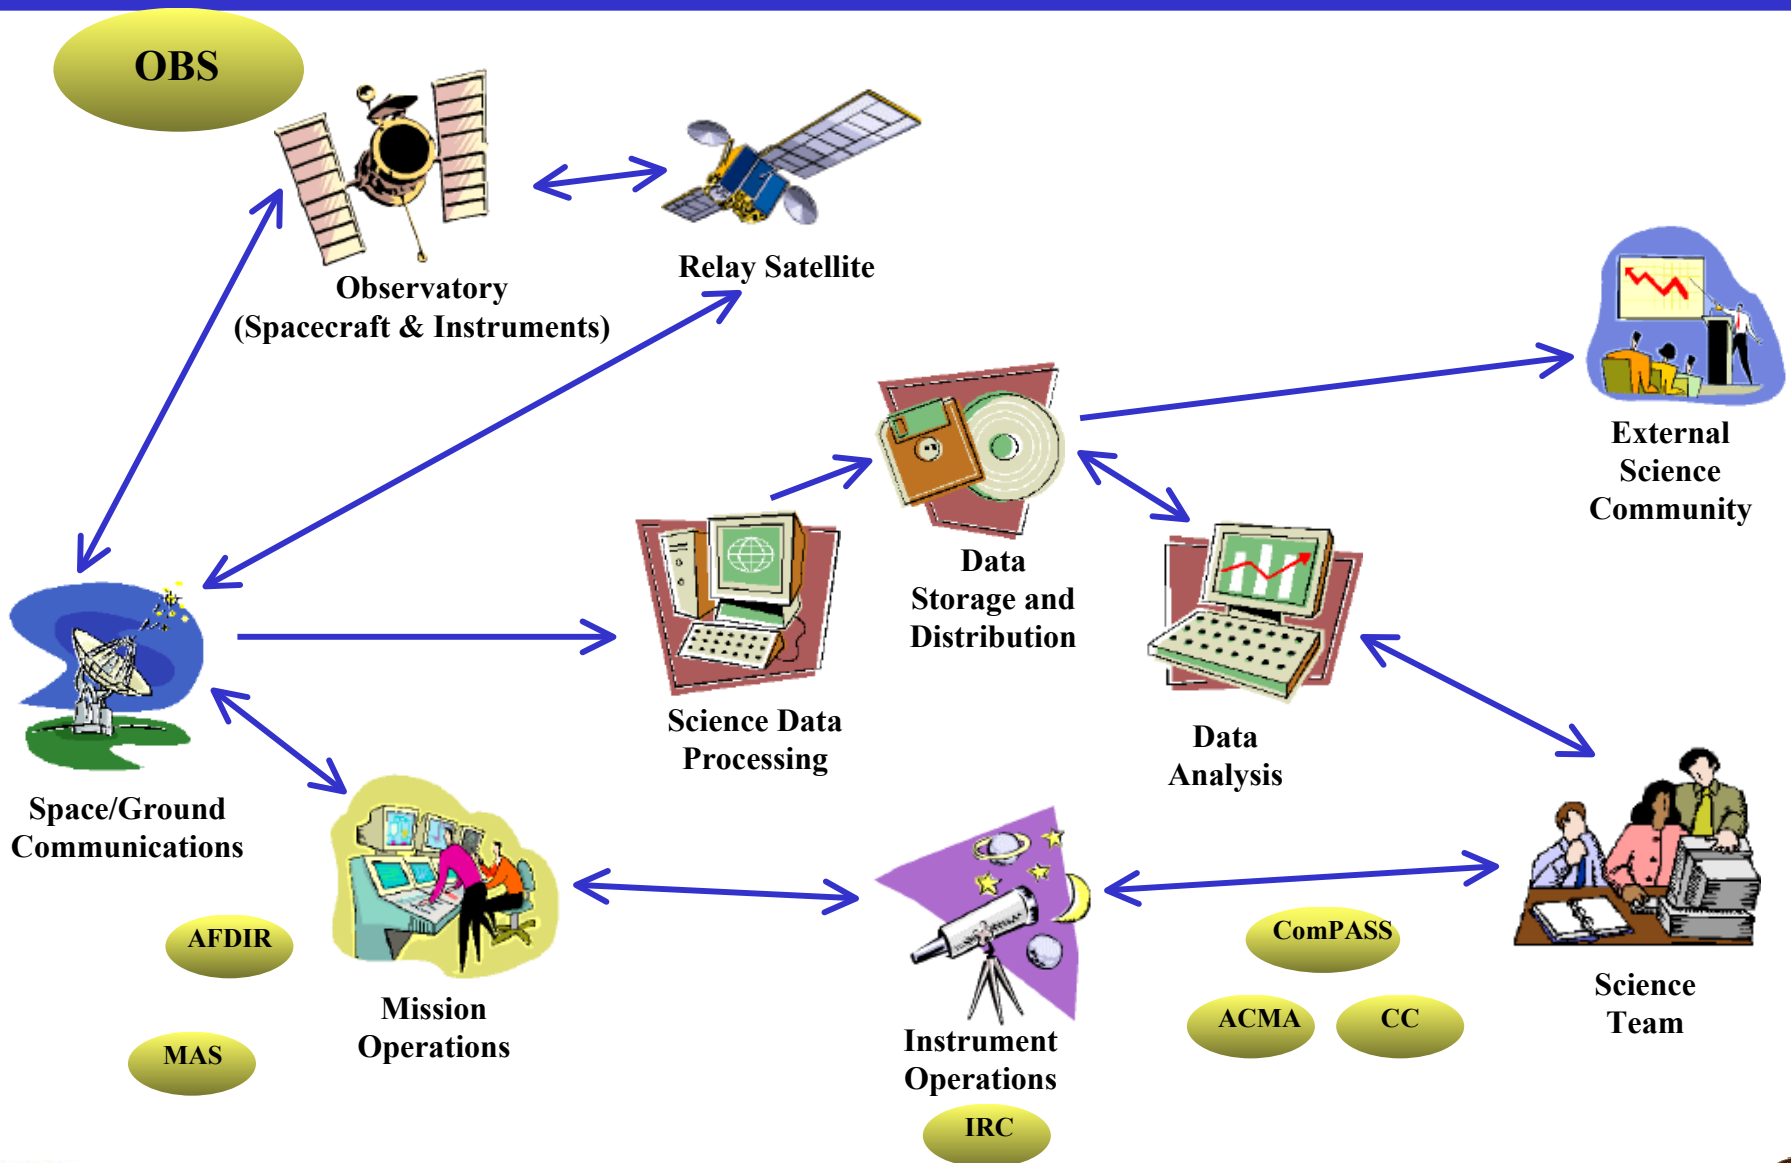 OBS
Observatory
(Spacecraft & Instruments)
Relay Satellite
External
Science
Community
Data
Storage and
Distribution
Science Data
Processing
Data
Analysis
Space/Ground
Communications
AFDIR
MAS
Mission
Operations
Instrument
Operations
IRC
ComPASS
ACMA
CC
Science
Team